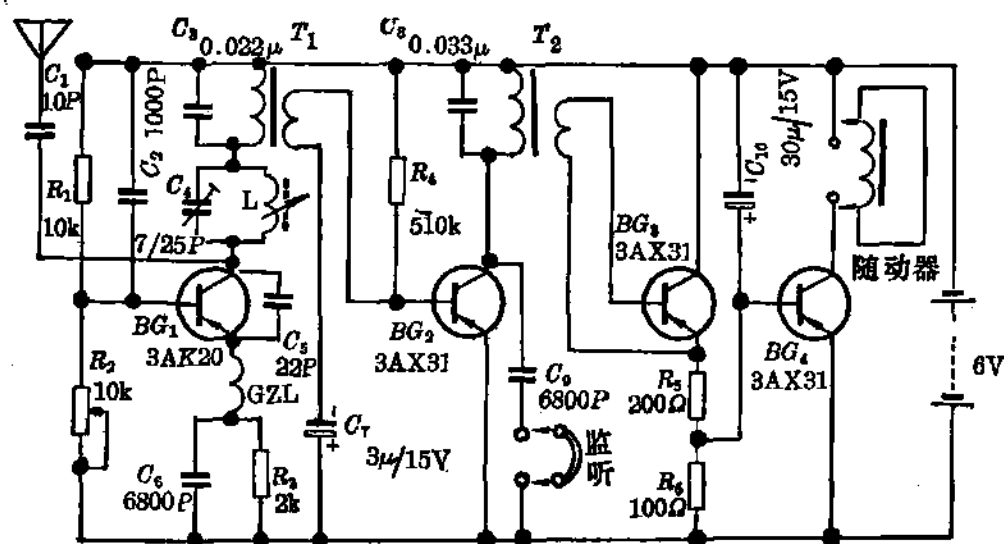 C₃ 0.022μ T₁
C₈ 0.033μ T₂
C₁
10P
C₂ 1000P
R₁
10k
C₄
7/25P
L
R₄
510k
C₁₀
30μ/15V
BG₃
3AX31
随动器
BG₁
3AK20
C₅
22P
BG₂
3AX31
BG₄
3AX31
6V
R₂
10k
GZL
C₇
3μ/15V
C₉
6800P
监听
R₅
200Ω
C₆
6800P
R₃
2k
R₆
100Ω